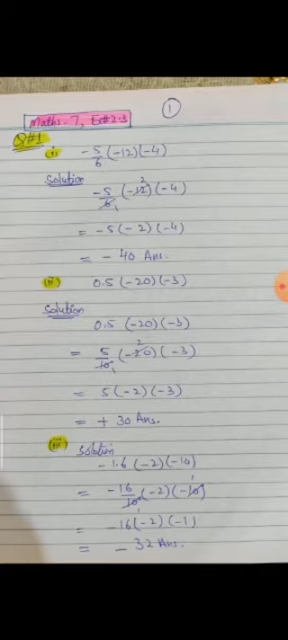 ①
Maths-7, Ex#2.3
Q#1
(i) -5/6 (-12)(-4)
Solution
-5/6 (-12)(-4)
= -5(-2)(-4)
= -40 Ans.
(ii) 0.5(-20)(-3)
Solution
0.5(-20)(-3)
= 5/10 (-20)(-3)
= 5(-2)(-3)
= +30 Ans.
(iii) Solution
-1.6(-2)(-10)
= -16/10 (-2)(-10)
= -16(-2)(-1)
= -32 Ans.